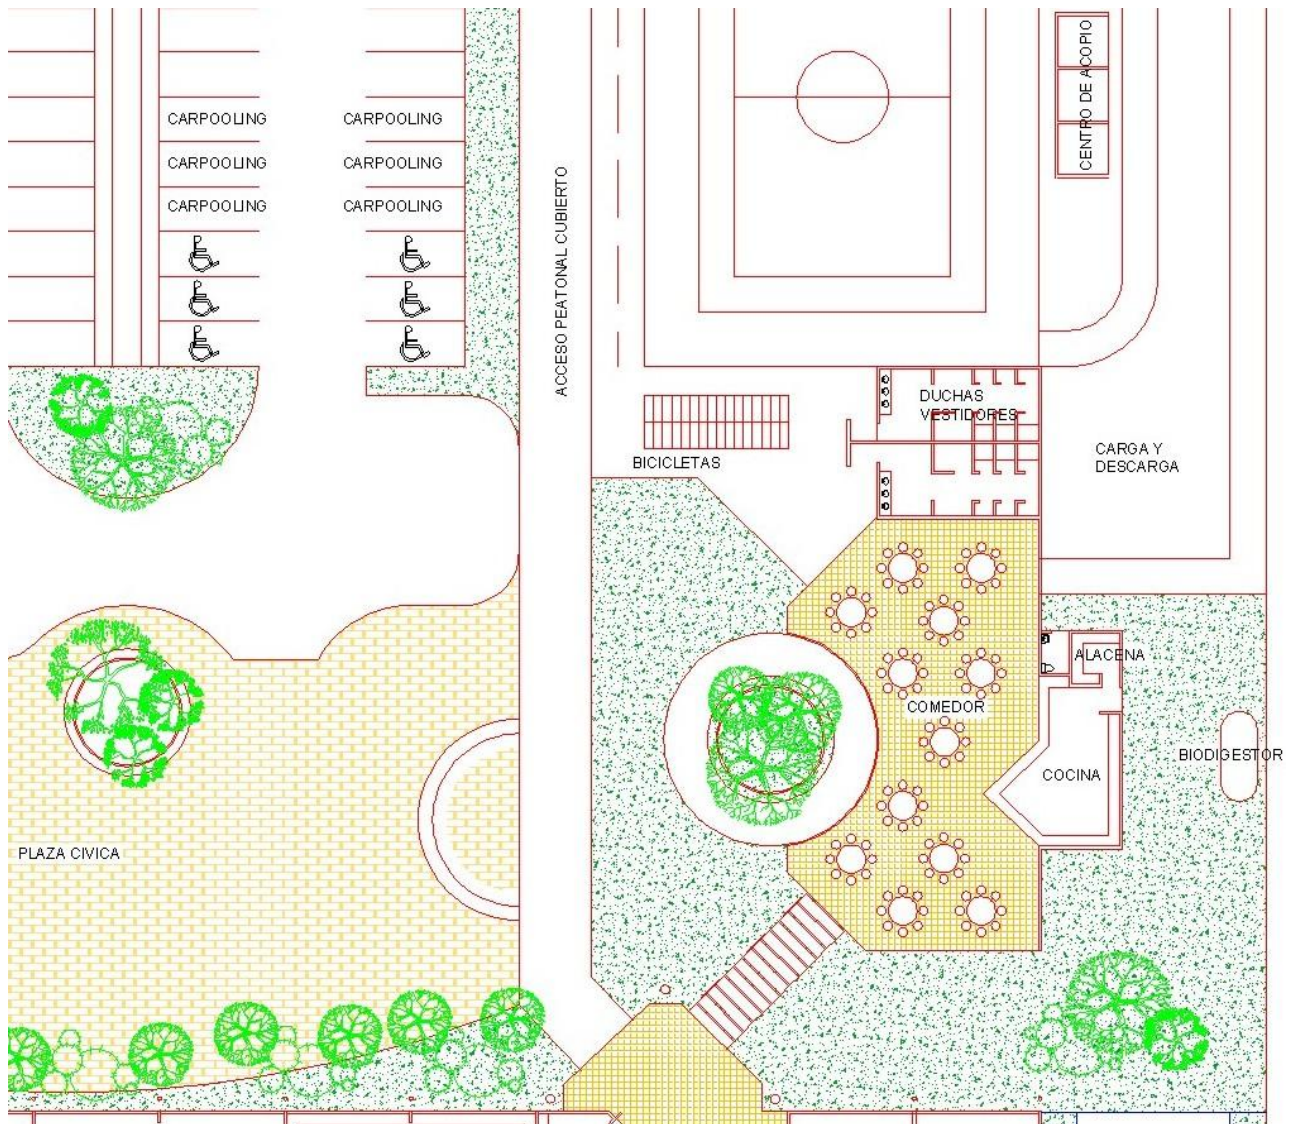 CENTRO DE ACOPIO
CARPOOLING CARPOOLING
CARPOOLING CARPOOLING
CARPOOLING CARPOOLING
ACCESO PEATONAL CUBIERTO
DUCHAS
VESTIDORES
BICICLETAS
CARGA Y
DESCARGA
ALACENA
COMEDOR
BIODIGESTOR
COCINA
PLAZA CIVICA